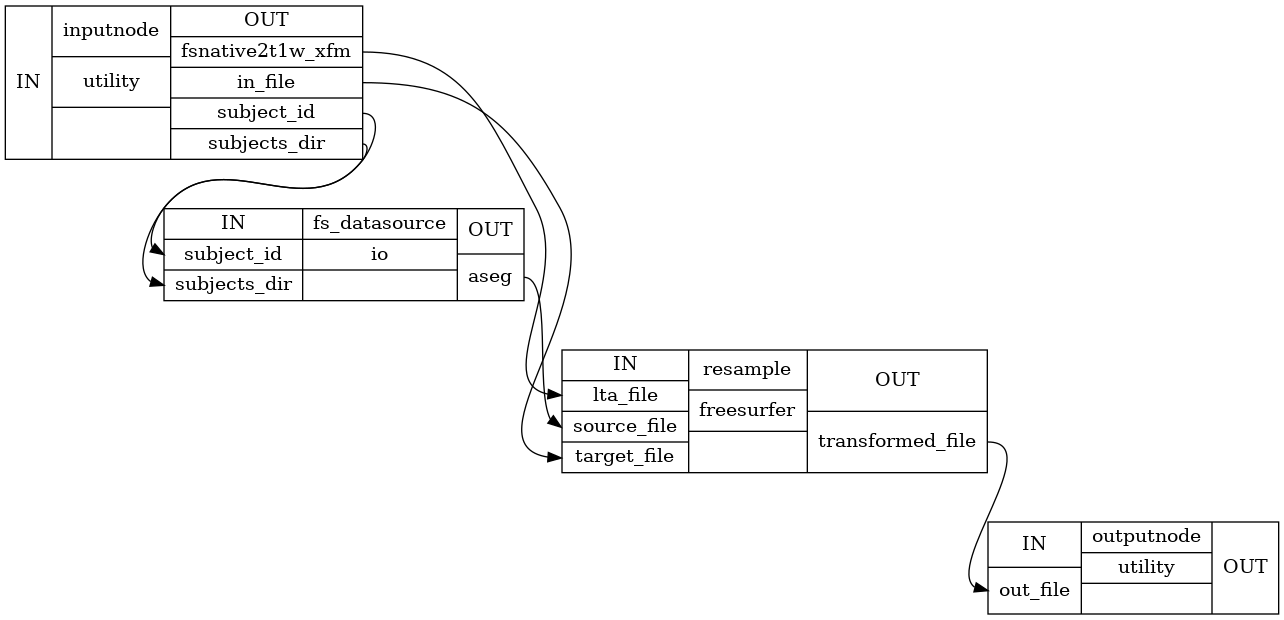 IN
inputnode
utility
OUT
fsnative2t1w_xfm
in_file
subject_id
subjects_dir
IN
subject_id
subjects_dir
fs_datasource
io
OUT
aseg
IN
lta_file
source_file
target_file
resample
freesurfer
OUT
transformed_file
IN
out_file
outputnode
utility
OUT